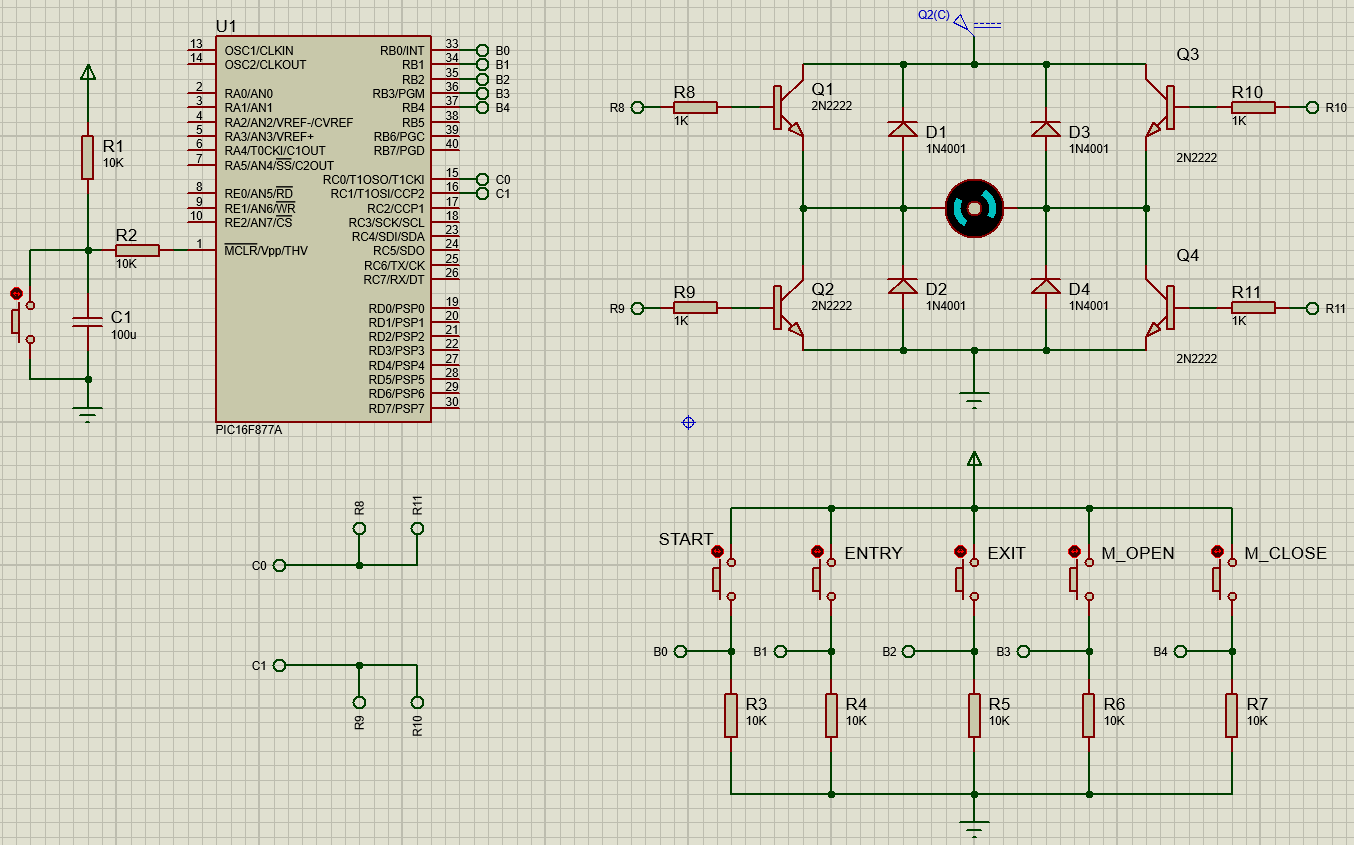 U1
13 OSC1/CLKIN
14 OSC2/CLKOUT
2 RA0/AN0
3 RA1/AN1
4 RA2/AN2/VREF-/CVREF
5 RA3/AN3/VREF+
6 RA4/T0CKI/C1OUT
7 RA5/AN4/SS/C2OUT
8 RE0/AN5/RD
9 RE1/AN6/WR
10 RE2/AN7/CS
1 MCLR/Vpp/THV
RB0/INT 33 B0
RB1 34 B1
RB2 35 B2
RB3/PGM 36 B3
RB4 37 B4
RB5 38
RB6/PGC 39
RB7/PGD 40
RC0/T1OSO/T1CKI 15 C0
RC1/T1OSI/CCP2 16 C1
RC2/CCP1 17
RC3/SCK/SCL 18
RC4/SDI/SDA 23
RC5/SDO 24
RC6/TX/CK 25
RC7/RX/DT 26
RD0/PSP0 19
RD1/PSP1 20
RD2/PSP2 21
RD3/PSP3 22
RD4/PSP4 27
RD5/PSP5 28
RD6/PSP6 29
RD7/PSP7 30
PIC16F877A
R1
10K
R2
10K
C1
100u
Q2(C)
R8
R8
1K
Q1
2N2222
D1
1N4001
D3
1N4001
Q3
2N2222
R10
1K
R10
R9
R9
1K
Q2
2N2222
D2
1N4001
D4
1N4001
Q4
2N2222
R11
1K
R11
R8
R11
C0
C1
R9
R10
START
ENTRY
EXIT
M_OPEN
M_CLOSE
B0
B1
B2
B3
B4
R3
10K
R4
10K
R5
10K
R6
10K
R7
10K